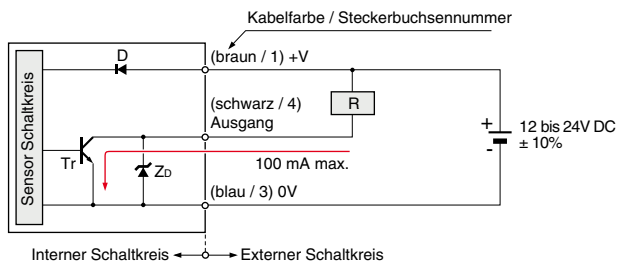 Kabelfarbe / Steckerbuchsennummer
D
(braun / 1) +V
(schwarz / 4)
Ausgang
R
Sensor Schaltkreis
Tr
ZD
100 mA max.
+
-
12 bis 24V DC
± 10%
(blau / 3) 0V
Interner Schaltkreis
Externer Schaltkreis